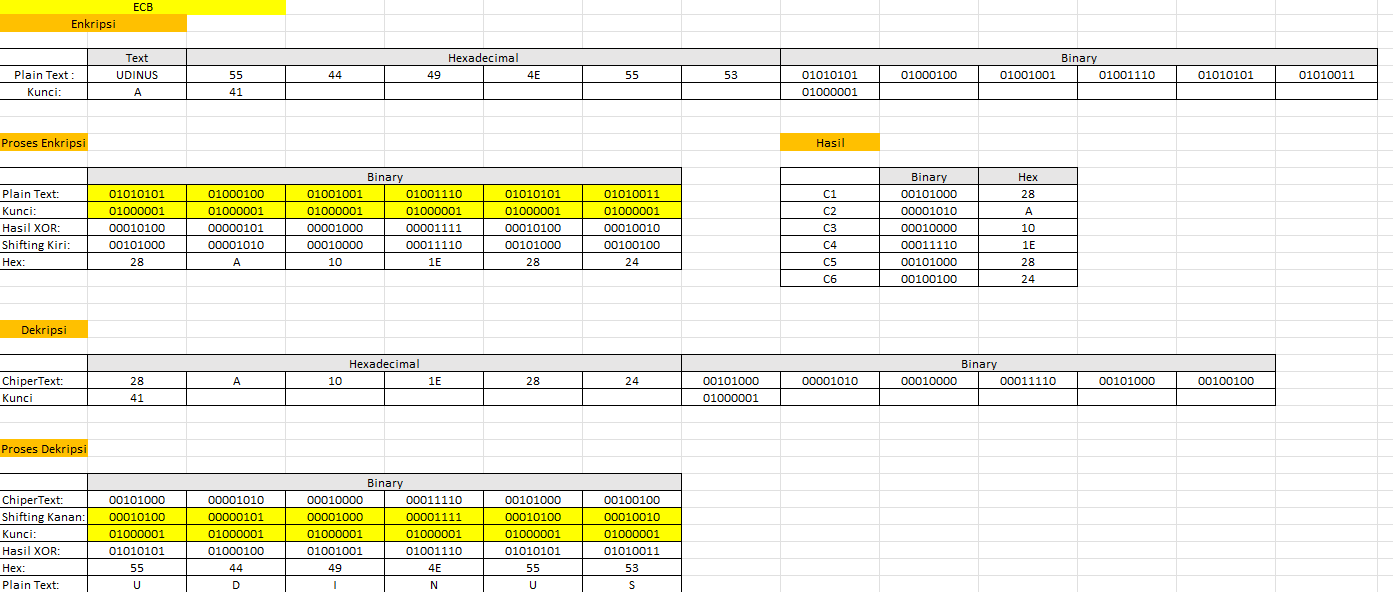 ECB
Enkripsi
Text Hexadecimal Binary
Plain Text : UDINUS 55 44 49 4E 55 53 01010101 01000100 01001001 01001110 01010101 01010011
Kunci: A 41 01000001
Proses Enkripsi Hasil
Binary Binary Hex
Plain Text: 01010101 01000100 01001001 01001110 01010101 01010011 C1 00101000 28
Kunci: 01000001 01000001 01000001 01000001 01000001 01000001 C2 00001010 A
Hasil XOR: 00010100 00000101 00001000 00001111 00010100 00010010 C3 00010000 10
Shifting Kiri: 00101000 00001010 00010000 00011110 00101000 00100100 C4 00011110 1E
Hex: 28 A 10 1E 28 24 C5 00101000 28
C6 00100100 24
Dekripsi
Hexadecimal Binary
ChiperText: 28 A 10 1E 28 24 00101000 00001010 00010000 00011110 00101000 00100100
Kunci 41 01000001
Proses Dekripsi
Binary
ChiperText: 00101000 00001010 00010000 00011110 00101000 00100100
Shifting Kanan: 00010100 00000101 00001000 00001111 00010100 00010010
Kunci: 01000001 01000001 01000001 01000001 01000001 01000001
Hasil XOR: 01010101 01000100 01001001 01001110 01010101 01010011
Hex: 55 44 49 4E 55 53
Plain Text: U D I N U S